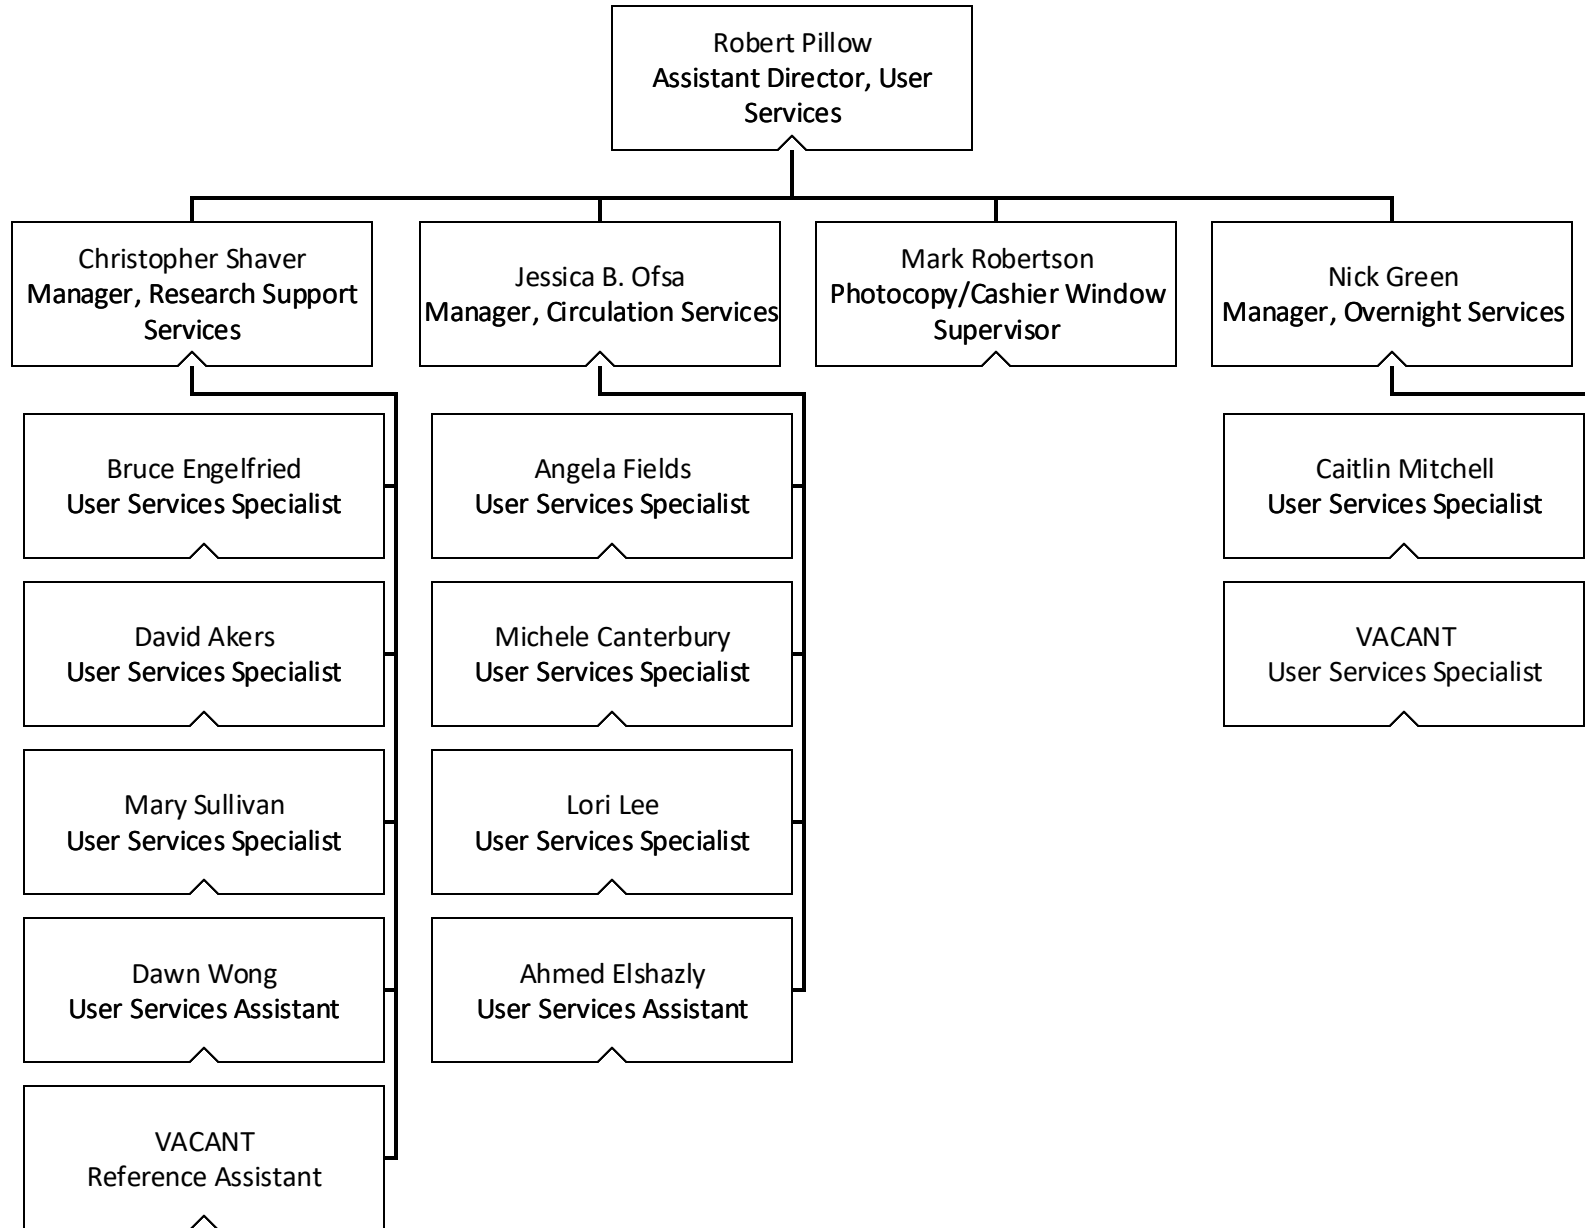 Robert Pillow
Assistant Director, User
Services
Christopher Shaver
Manager, Research Support
Services
Jessica B. Ofsa
Manager, Circulation Services
Mark Robertson
Photocopy/Cashier Window
Supervisor
Nick Green
Manager, Overnight Services
Bruce Engelfried
User Services Specialist
David Akers
User Services Specialist
Mary Sullivan
User Services Specialist
Dawn Wong
User Services Assistant
VACANT
Reference Assistant
Angela Fields
User Services Specialist
Michele Canterbury
User Services Specialist
Lori Lee
User Services Specialist
Ahmed Elshazly
User Services Assistant
Caitlin Mitchell
User Services Specialist
VACANT
User Services Specialist